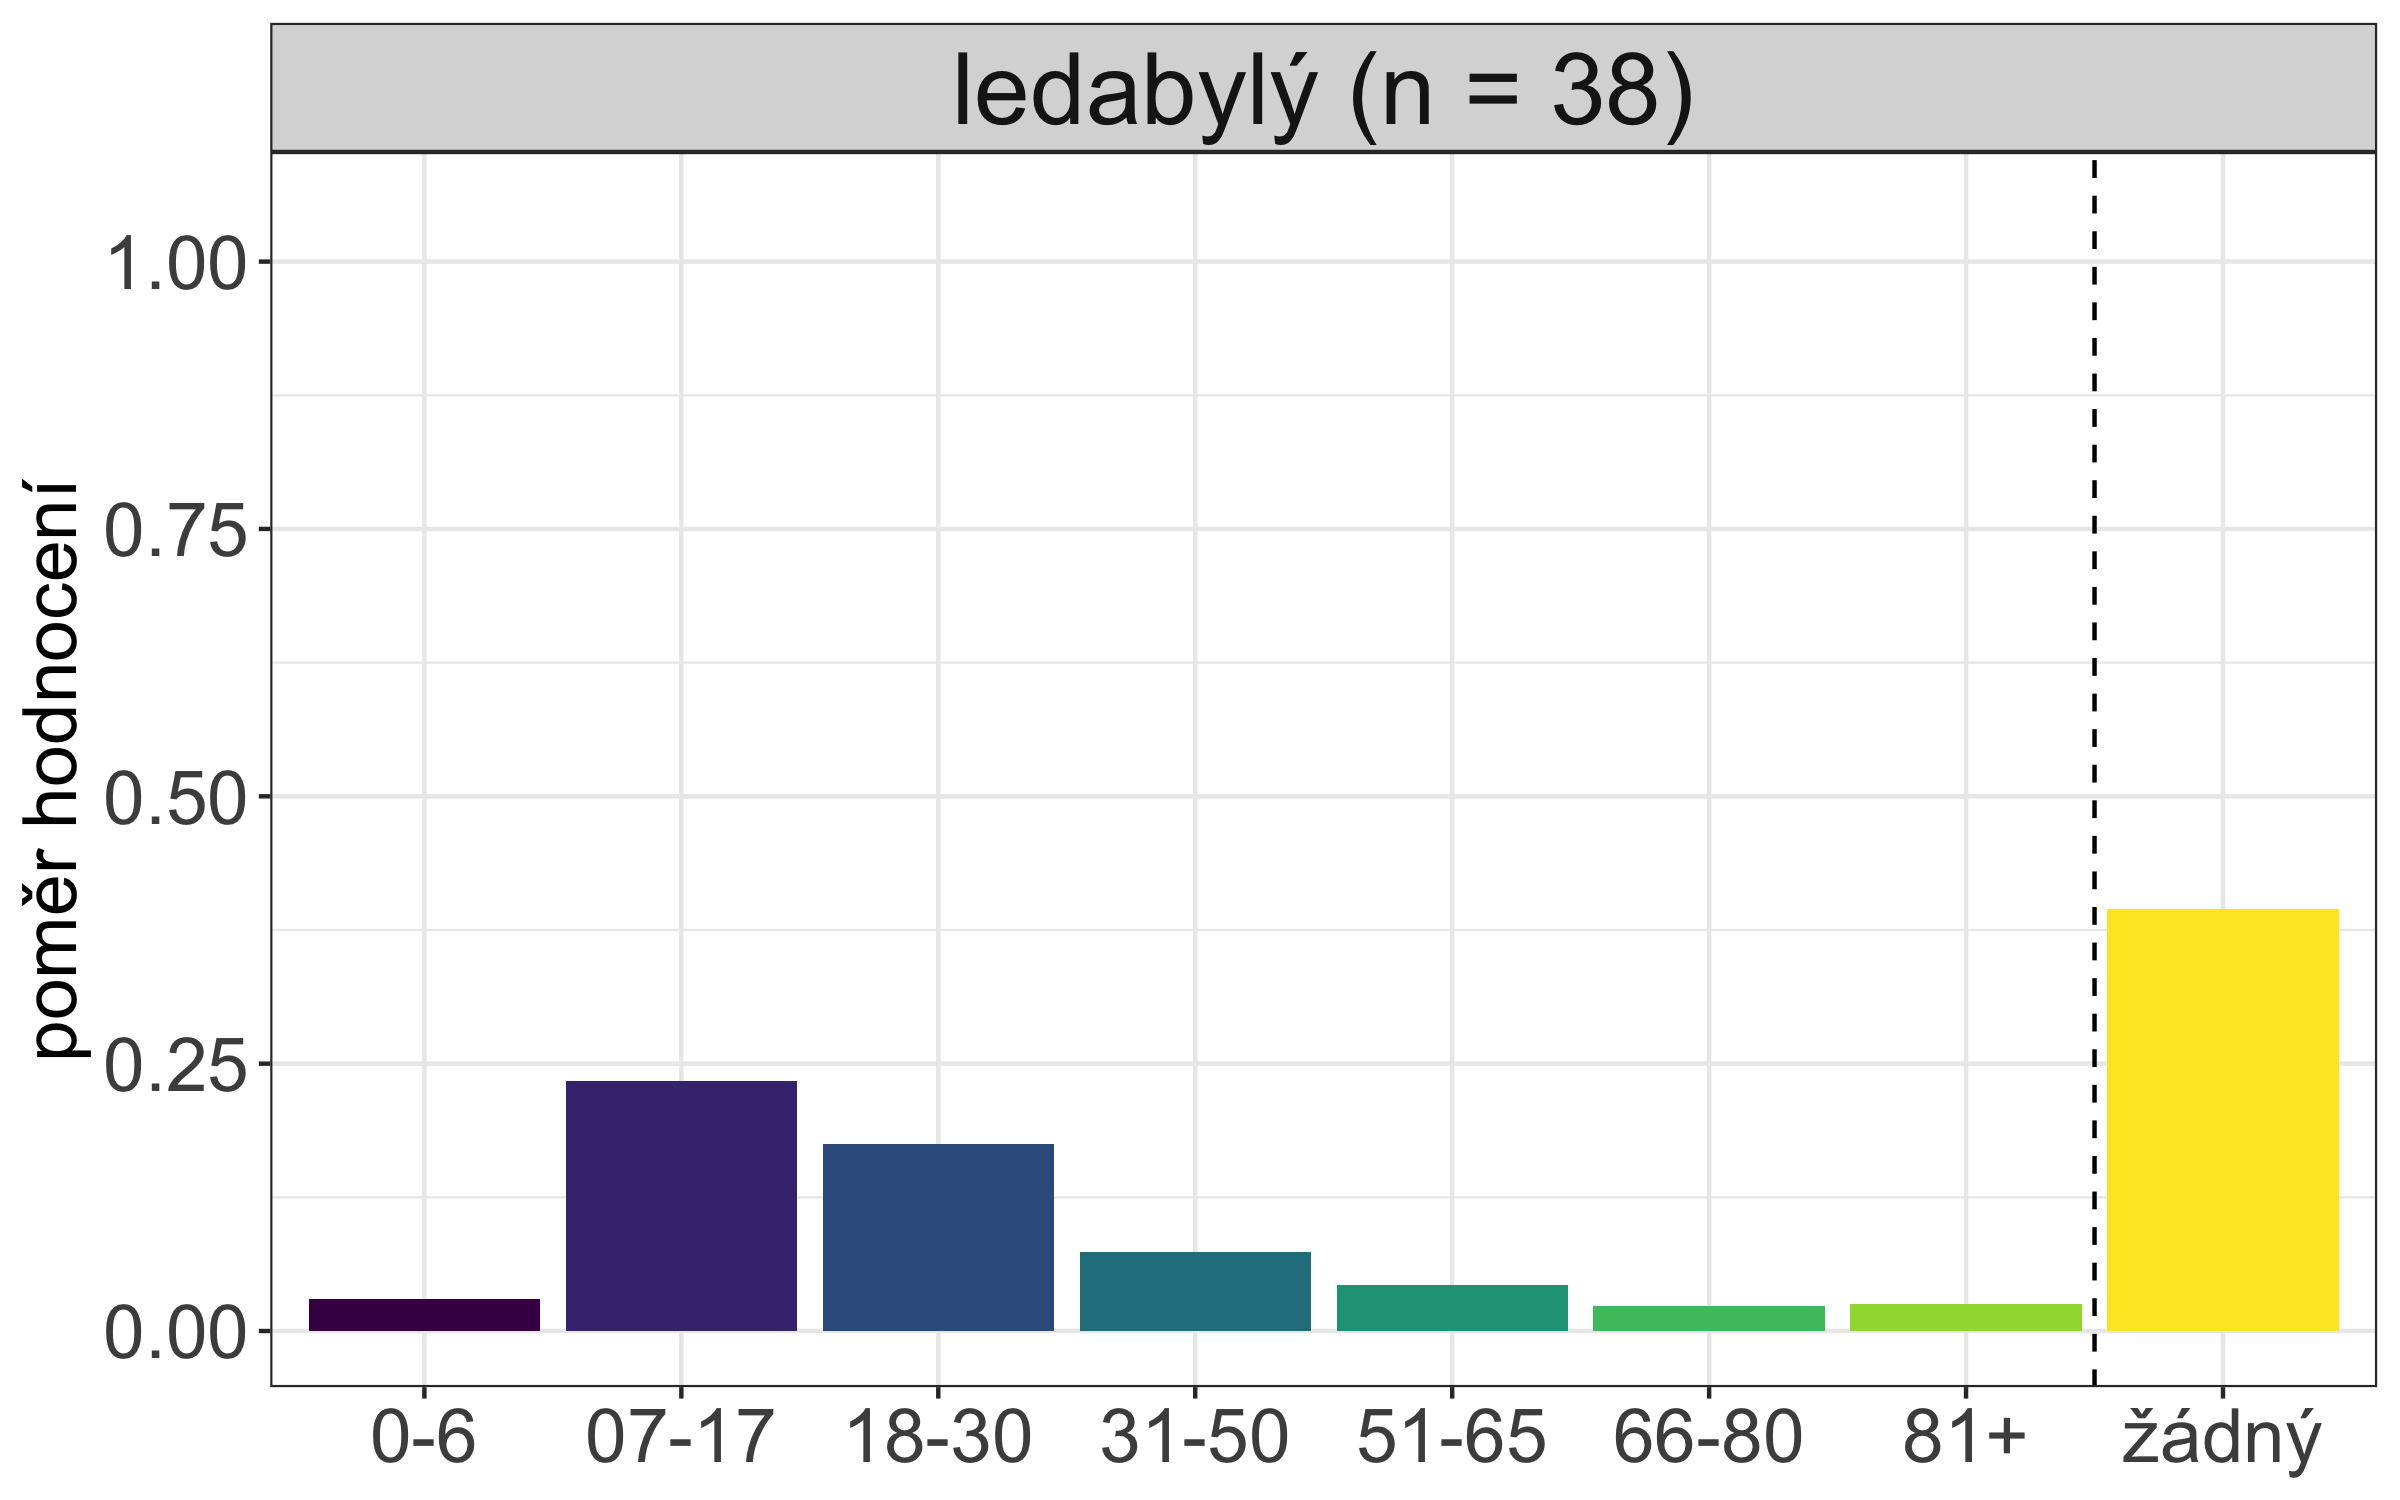 ledabylý (n = 38)
poměr hodnocení
1.00
0.75
0.50
0.25
0.00
0-6 07-17 18-30 31-50 51-65 66-80 81+ žádný